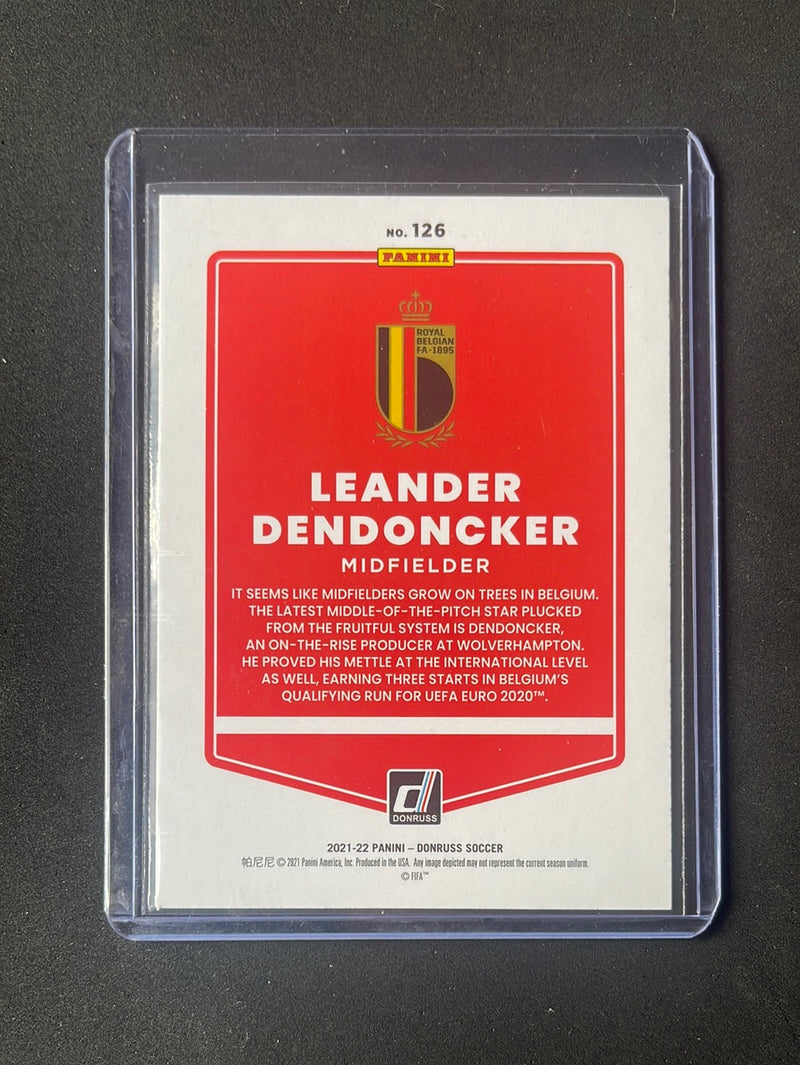 NO. 126
PANINI
ROYAL
BELGIAN
FA-1895
LEANDER
DENDONCKER
MIDFIELDER
IT SEEMS LIKE MIDFIELDERS GROW ON TREES IN BELGIUM.
THE LATEST MIDDLE-OF-THE-PITCH STAR PLUCKED
FROM THE FRUITFUL SYSTEM IS DENDONCKER,
AN ON-THE-RISE PRODUCER AT WOLVERHAMPTON.
HE PROVED HIS METTLE AT THE INTERNATIONAL LEVEL
AS WELL, EARNING THREE STARTS IN BELGIUM'S
QUALIFYING RUN FOR UEFA EURO 2020™.
d
DONRUSS
2021-22 PANINI – DONRUSS SOCCER
帕尼尼 © 2021 Panini America, Inc. Produced in the USA. Any image depicted may not represent the current season uniform.
© FIFA™